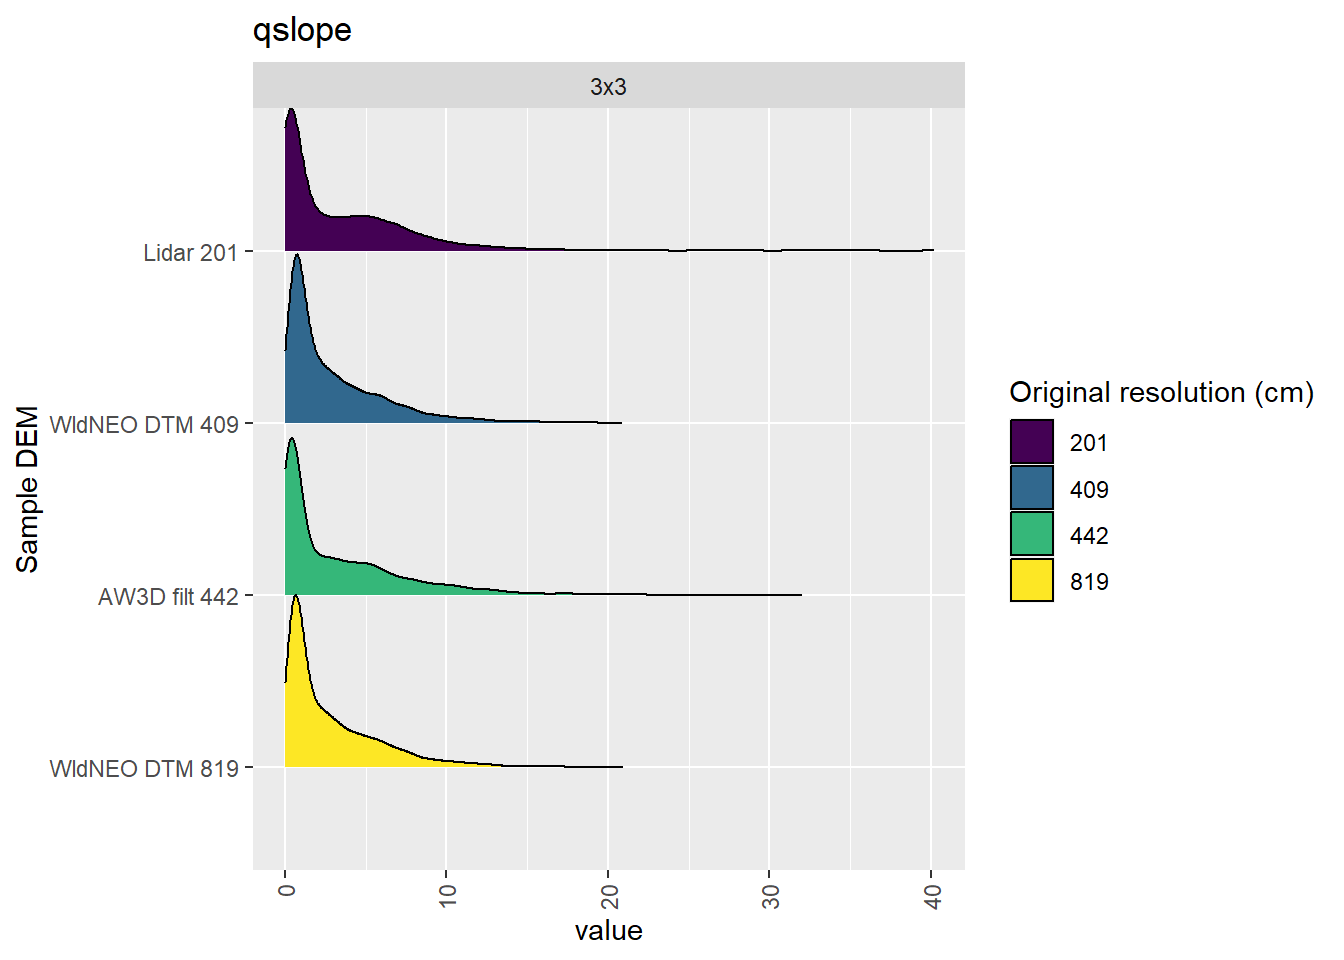 qslope
3x3
Sample DEM
Lidar 201
WldNEO DTM 409
AW3D filt 442
WldNEO DTM 819
0
10
20
30
40
value
Original resolution (cm)
201
409
442
819